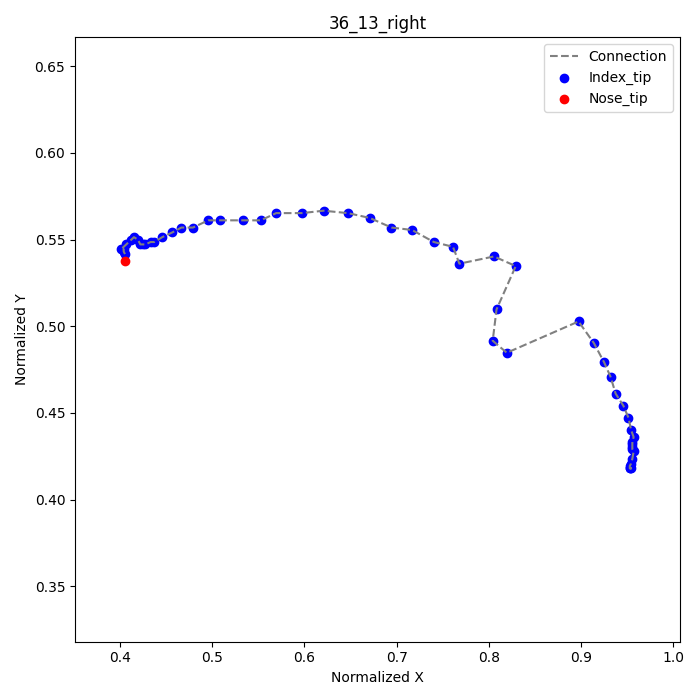 36_13_right
Connection
Index_tip
Nose_tip
Normalized Y
0.65
0.60
0.55
0.50
0.45
0.40
0.35
0.4 0.5 0.6 0.7 0.8 0.9 1.0
Normalized X